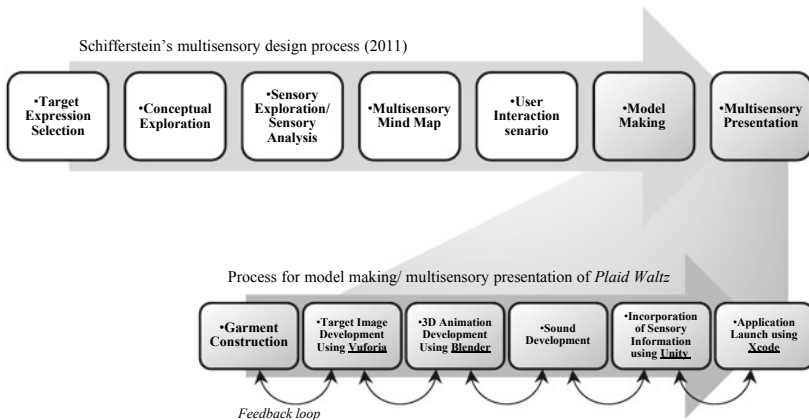 Schifferstein's multisensory design process (2011)
•Target
Expression
Selection
•Conceptual
Exploration
•Sensory
Exploration/
Sensory
Analysis
•Multisensory
Mind Map
•User
Interaction
senario
•Model
Making
•Multisensory
Presentation
Process for model making/ multisensory presentation of Plaid Waltz
•Garment
Construction
•Target Image
Development
Using Vuforia
•3D Animation
Development
Using Blender
•Sound
Development
•Incorporation
of Sensory
Information
using Unity
•Application
Launch using
Xcode
Feedback loop